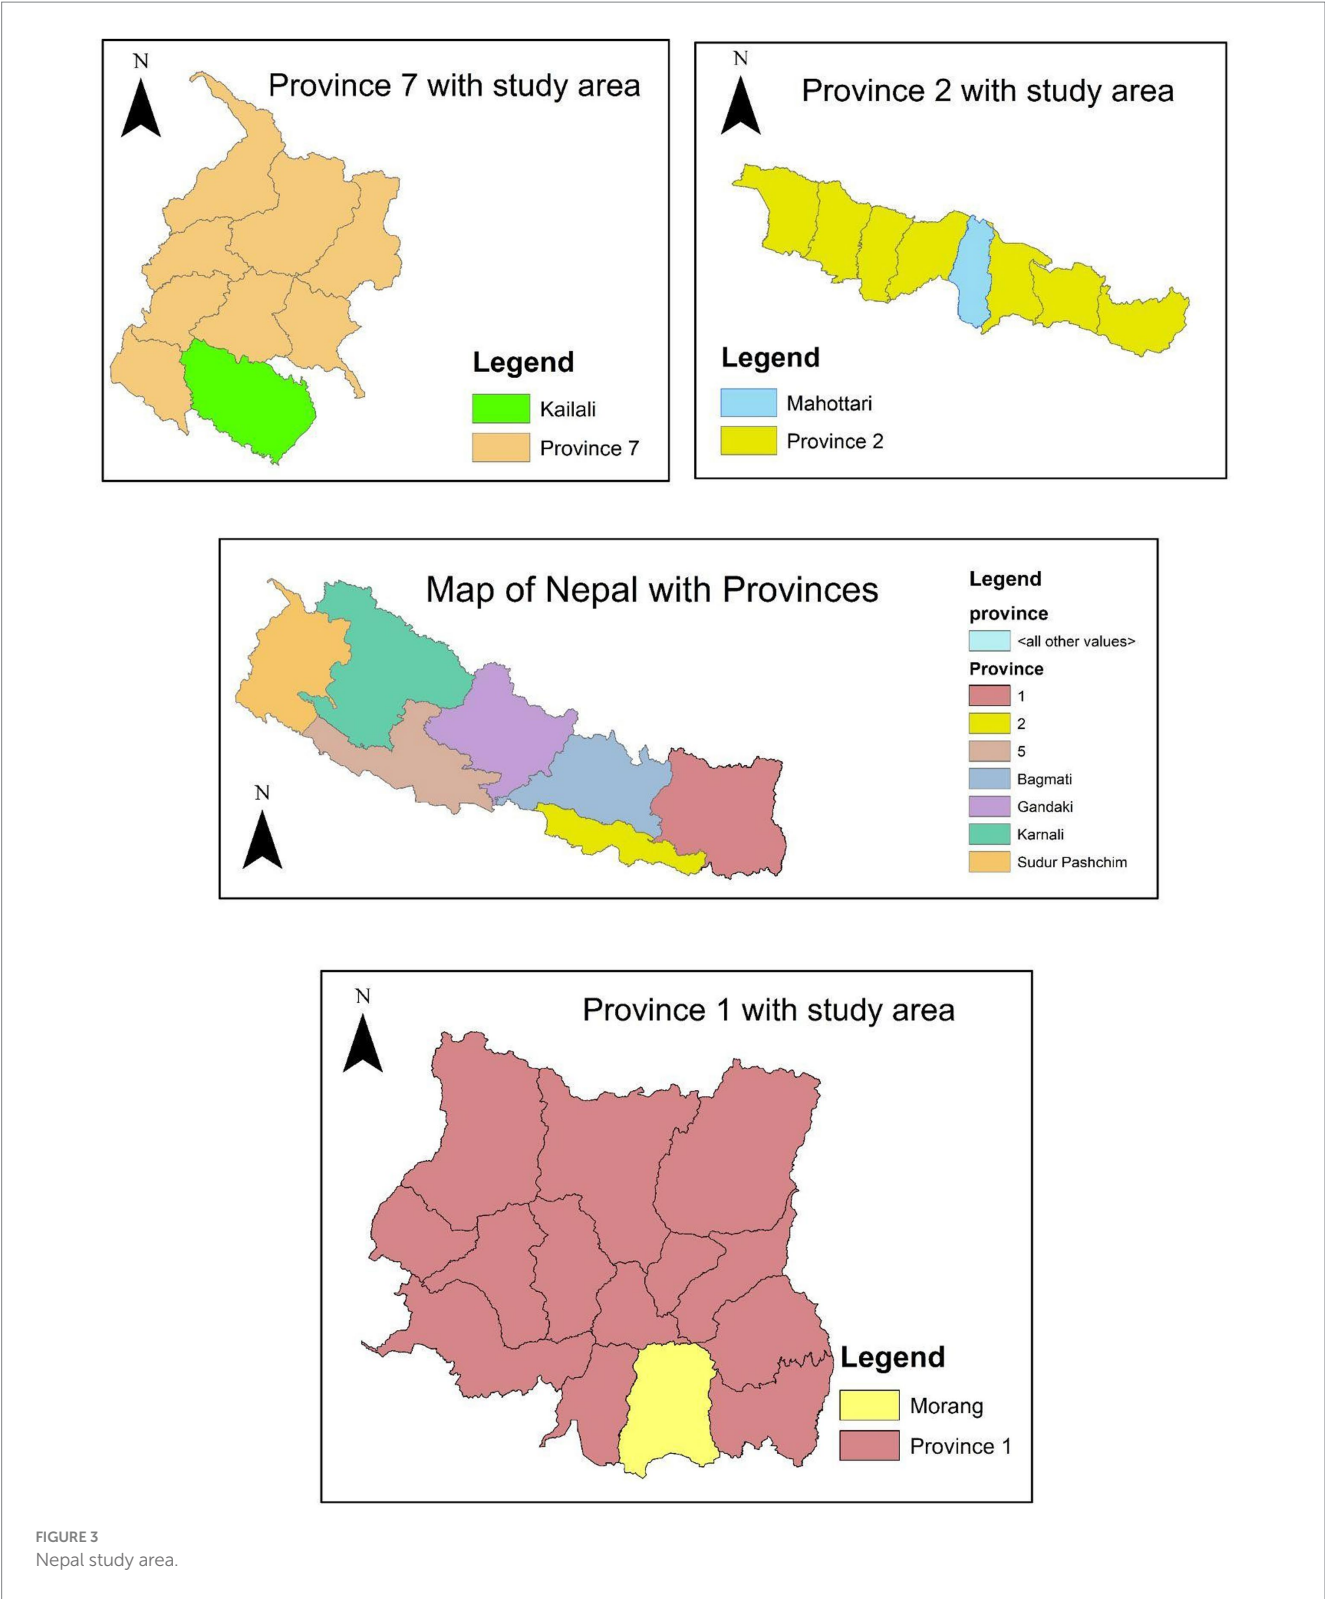 N
Province 7 with study area
Legend
Kailali
Province 7
N
Province 2 with study area
Legend
Mahottari
Province 2
Map of Nepal with Provinces
N
Legend
province
<all other values>
Province
1
2
5
Bagmati
Gandaki
Karnali
Sudur Pashchim
N
Province 1 with study area
Legend
Morang
Province 1
FIGURE 3
Nepal study area.